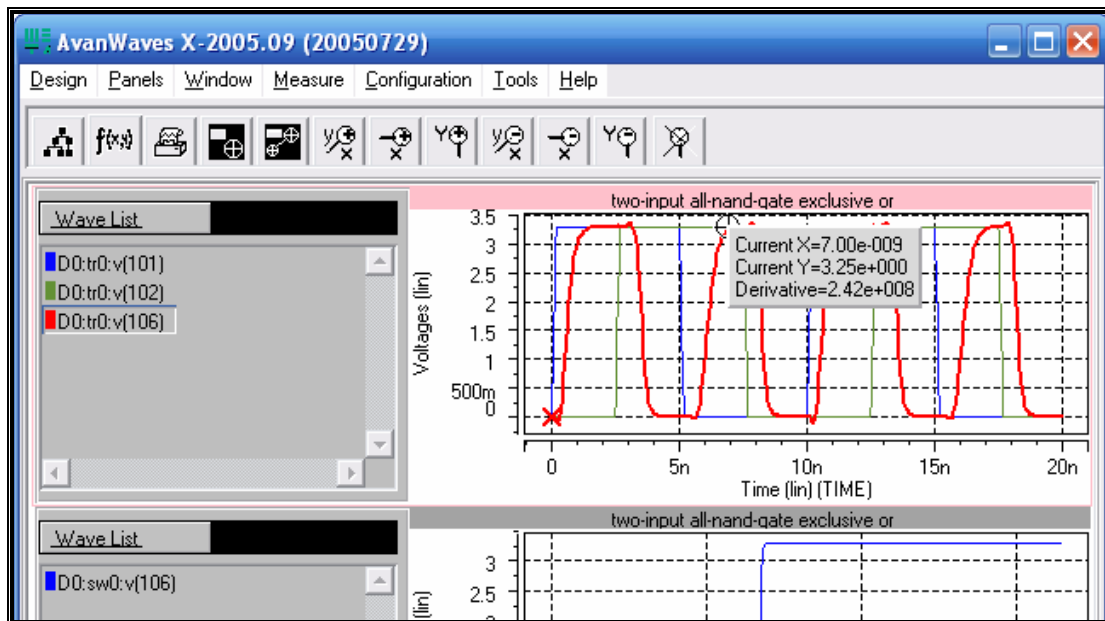 AvanWaves X-2005.09 (20050729)
Design Panels Window Measure Configuration Tools Help
f(x,y)
two-input all-nand-gate exclusive or
Wave List
D0:tr0:v(101)
D0:tr0:v(102)
D0:tr0:v(106)
Voltages (lin)
3.5
3
2.5
2
1.5
1
500m
0
Current X=7.00e-009
Current Y=3.25e+000
Derivative=2.42e+008
0 5n 10n 15n 20n
Time (lin) (TIME)
two-input all-nand-gate exclusive or
Wave List
D0:sw0:v(106)
(lin)
3
2.5